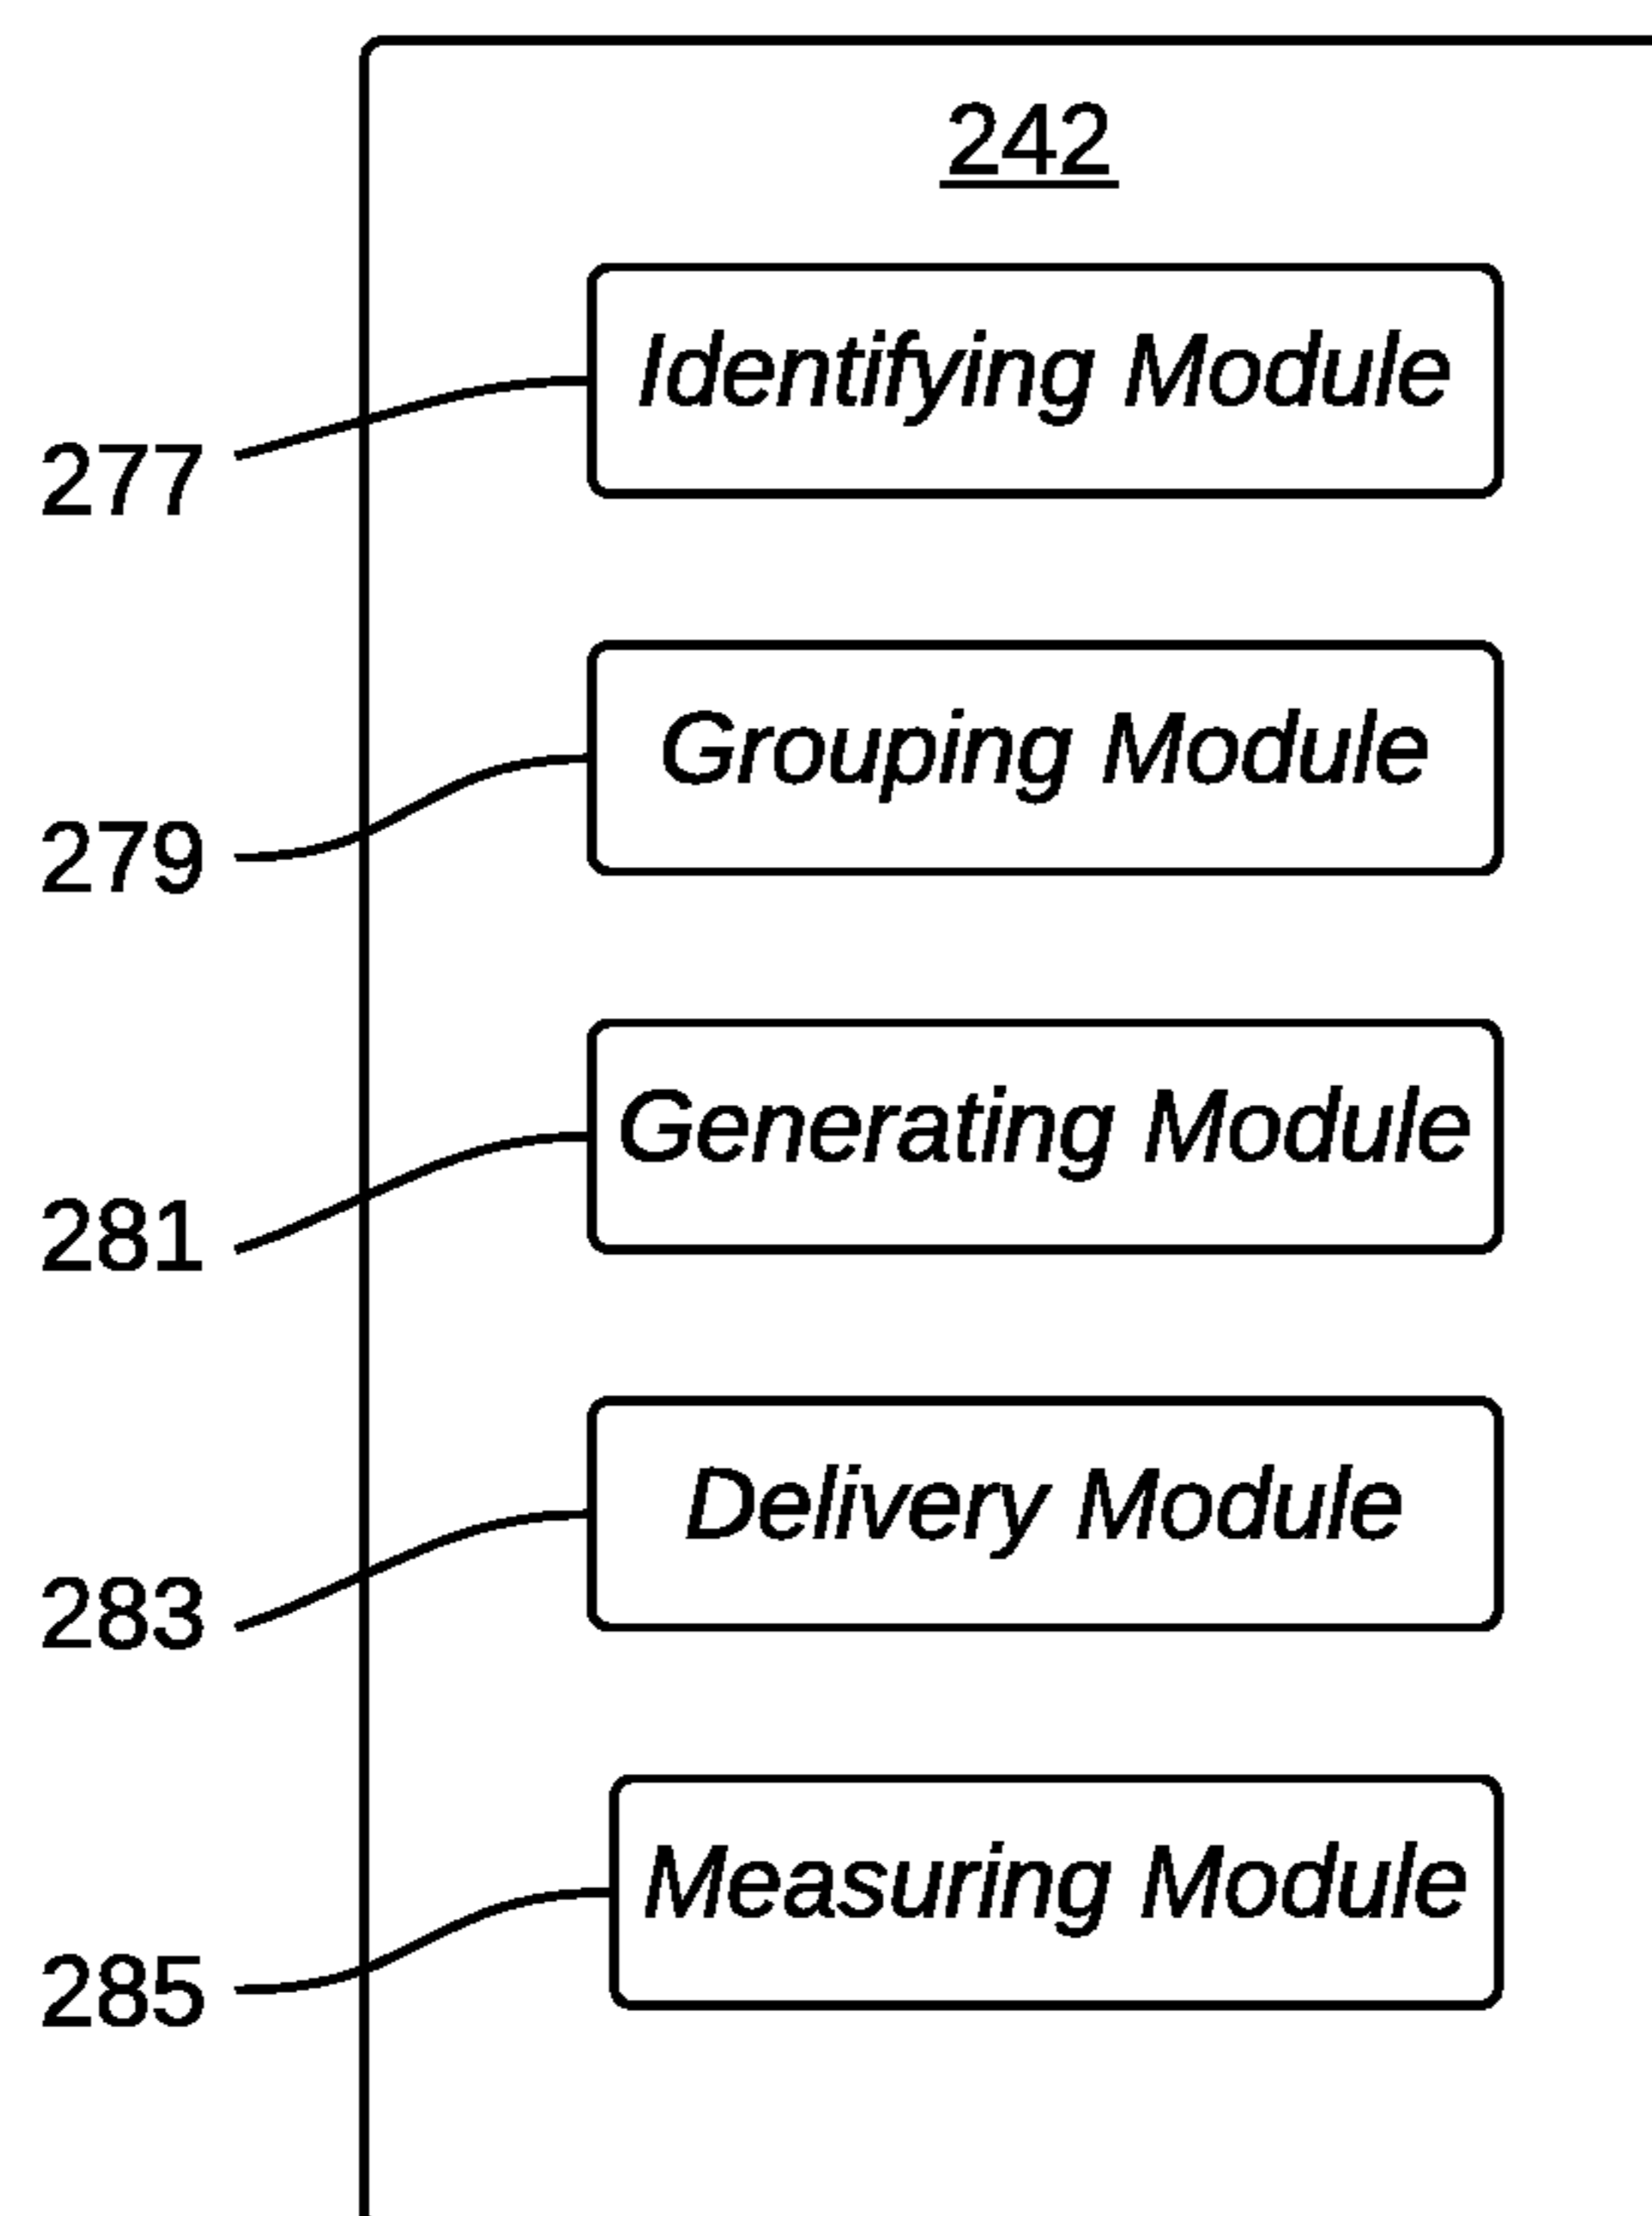 242
Identifying Module
277
Grouping Module
279
Generating Module
281
Delivery Module
283
Measuring Module
285